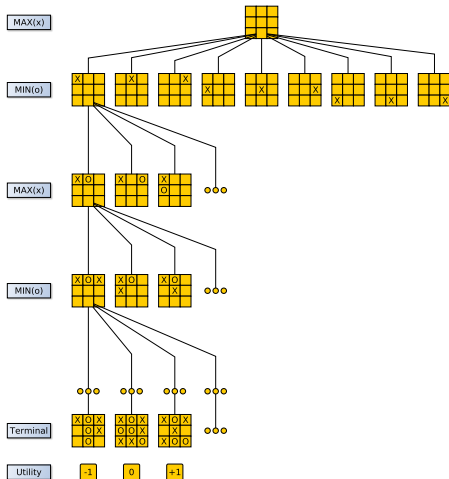 MAX(x)
MIN(o)
X X X X X X X X X
MAX(x)
X O X O X
O
MIN(o)
X O X X O X O
X X
Terminal
X O X X O X X O X
O X O O X X
O X X O X O O
Utility
-1 0 +1